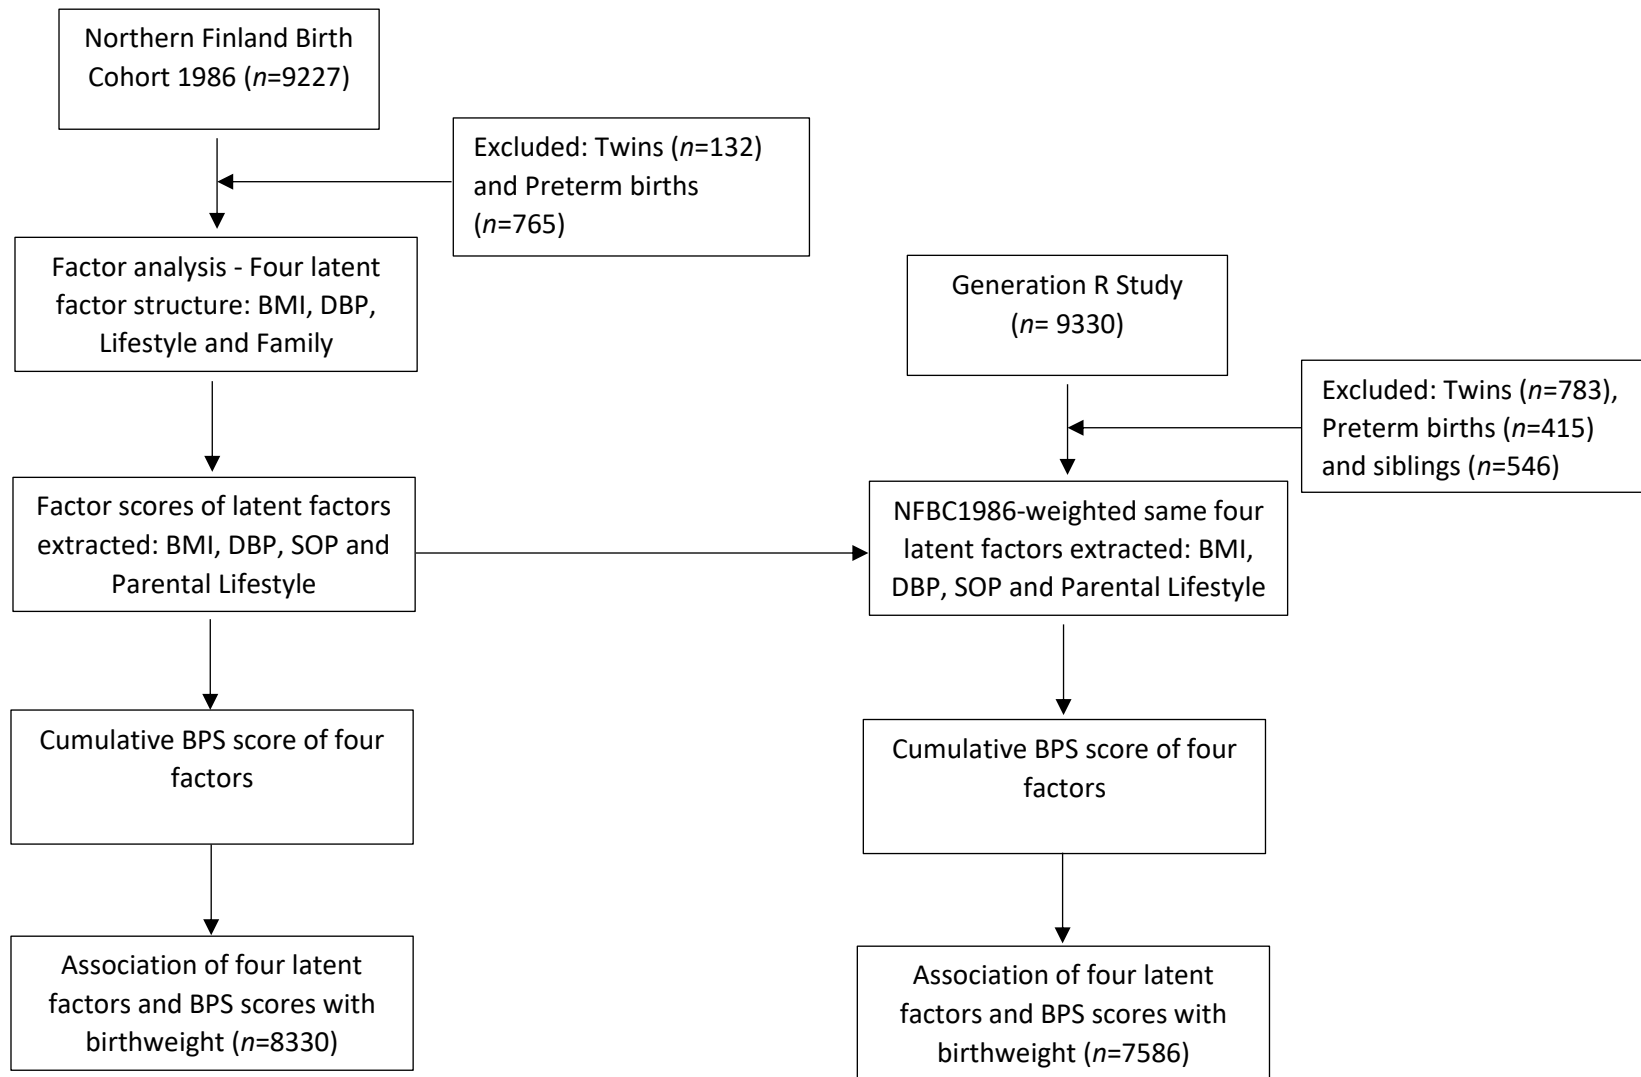 Northern Finland Birth
Cohort 1986 (n=9227)
Excluded: Twins (n=132)
and Preterm births
(n=765)
Factor analysis - Four latent
factor structure: BMI, DBP,
Lifestyle and Family
Factor scores of latent factors
extracted: BMI, DBP, SOP and
Parental Lifestyle
Cumulative BPS score of four
factors
Association of four latent
factors and BPS scores with
birthweight (n=8330)
Generation R Study
(n= 9330)
Excluded: Twins (n=783),
Preterm births (n=415)
and siblings (n=546)
NFBC1986-weighted same four
latent factors extracted: BMI,
DBP, SOP and Parental Lifestyle
Cumulative BPS score of four
factors
Association of four latent
factors and BPS scores with
birthweight (n=7586)